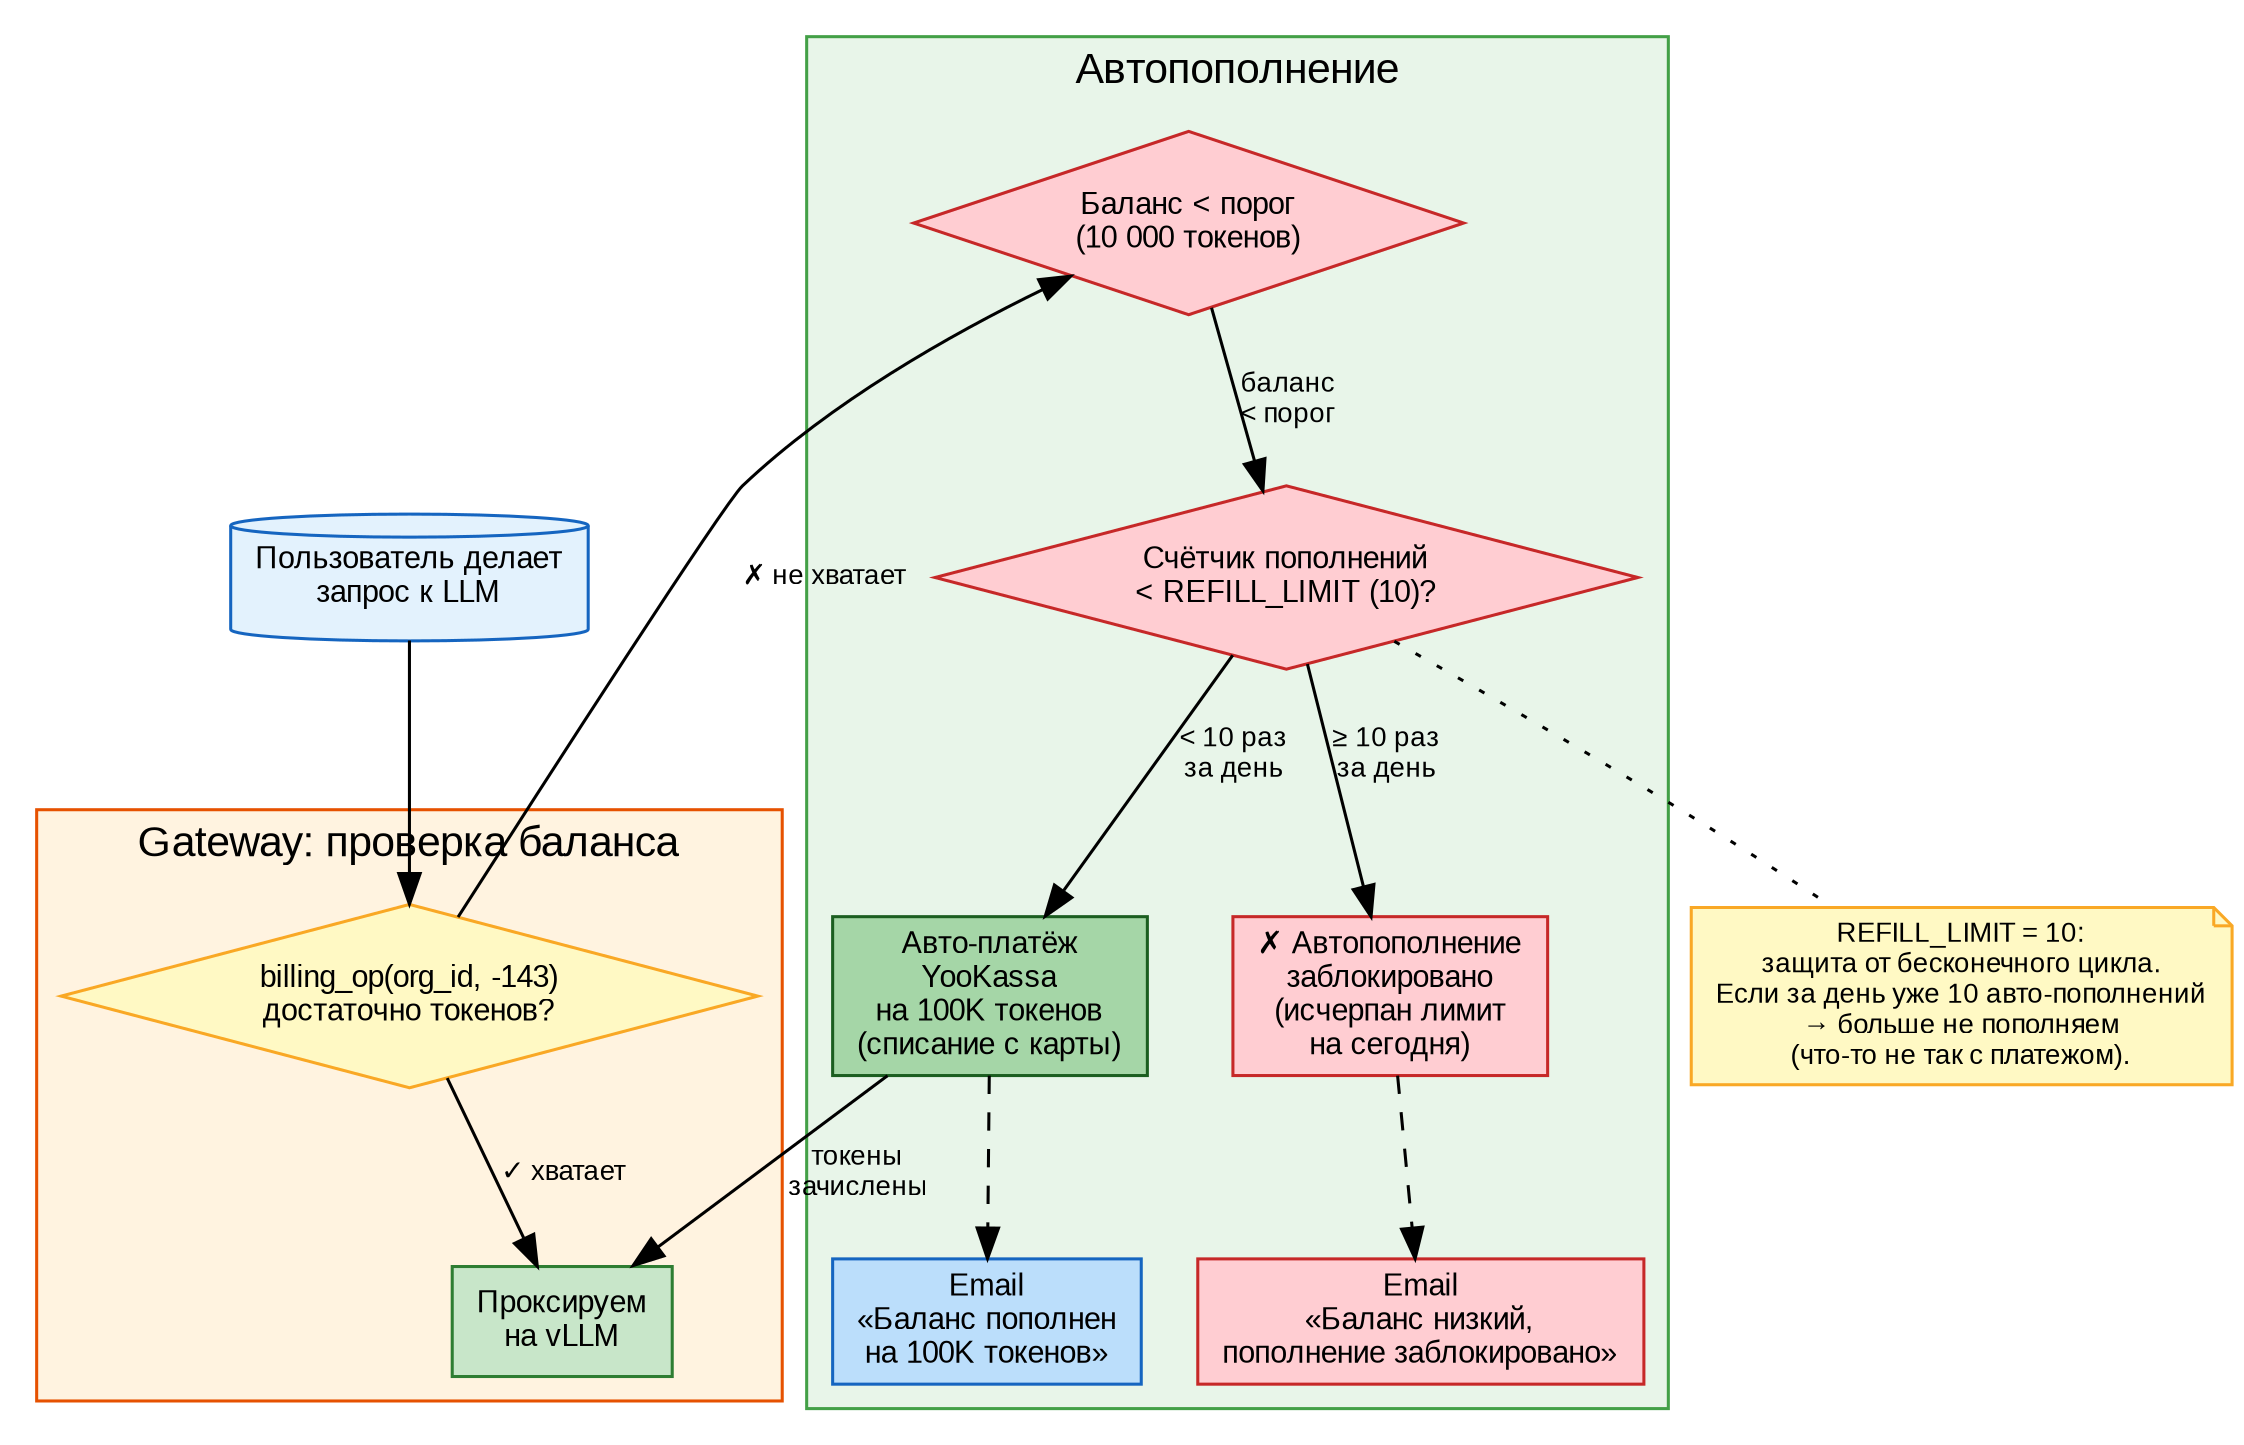 Автопополнение
Баланс < порог
(10 000 токенов)
баланс
< порог
Пользователь делает
запрос к LLM
✗ не хватает
Счётчик пополнений
< REFILL_LIMIT (10)?
< 10 раз
за день
≥ 10 раз
за день
Gateway: проверка баланса
billing_op(org_id, -143)
достаточно токенов?
Авто-платёж
YooKassa
на 100K токенов
(списание с карты)
✗ Автопополнение
заблокировано
(исчерпан лимит
на сегодня)
REFILL_LIMIT = 10:
защита от бесконечного цикла.
Если за день уже 10 авто-пополнений
→ больше не пополняем
(что-то не так с платежом).
✓ хватает
токены
зачислены
Проксируем
на vLLM
Email
«Баланс пополнен
на 100K токенов»
Email
«Баланс низкий,
пополнение заблокировано»